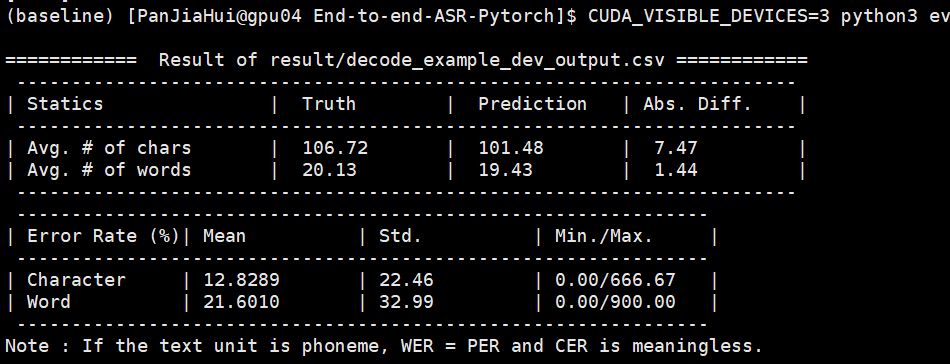 (baseline) [PanJiaHui@gpu04 End-to-end-ASR-Pytorch]$ CUDA_VISIBLE_DEVICES=3 python3 ev
============ Result of result/decode_example_dev_output.csv ============
-----------------------------------------------------------------------
| Statics | Truth | Prediction | Abs. Diff. |
-----------------------------------------------------------------------
| Avg. # of chars | 106.72 | 101.48 | 7.47 |
| Avg. # of words | 20.13 | 19.43 | 1.44 |
-----------------------------------------------------------------------
---------------------------------------------------------------
| Error Rate (%)| Mean | Std. | Min./Max. |
---------------------------------------------------------------
| Character | 12.8289 | 22.46 | 0.00/666.67 |
| Word | 21.6010 | 32.99 | 0.00/900.00 |
---------------------------------------------------------------
Note : If the text unit is phoneme, WER = PER and CER is meaningless.